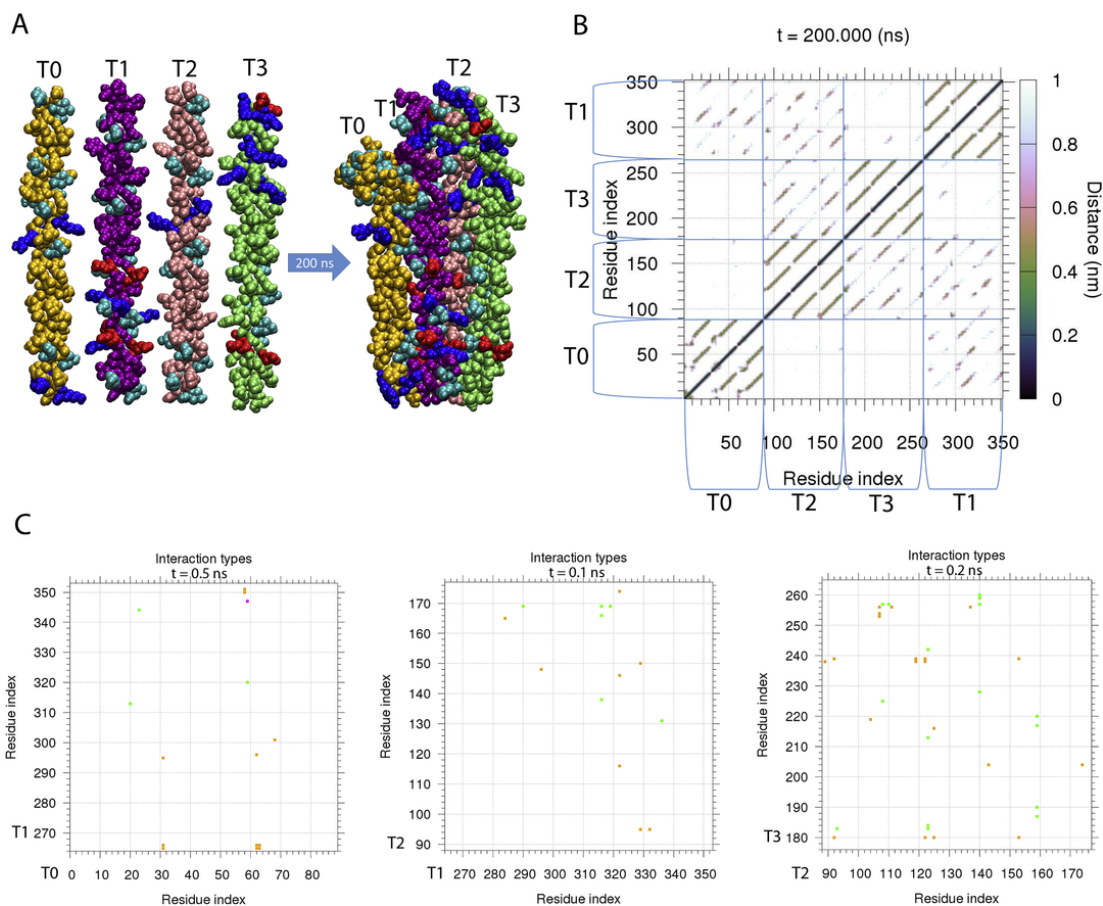 A
T0 T1 T2 T3
T0 T1 T2 T3
200 ns
B
t = 200.000 (ns)
T1
T3
T2
T0
Residue index
350
300
250
200
150
100
50
50 100 150 200 250 300 350
Residue index
T0 T2 T3 T1
1
0.8
0.6
0.4
0.2
0
Distance (nm)
C
Interaction types
t = 0.5 ns
Residue index
350
340
330
320
310
300
290
280
T1 270
T0 0 10 20 30 40 50 60 70 80
Residue index
Interaction types
t = 0.1 ns
Residue index
170
160
150
140
130
120
110
100
T2 90
T1 270 280 290 300 310 320 330 340 350
Residue index
Interaction types
t = 0.2 ns
Residue index
260
250
240
230
220
210
200
190
T3 180
T2 90 100 110 120 130 140 150 160 170
Residue index